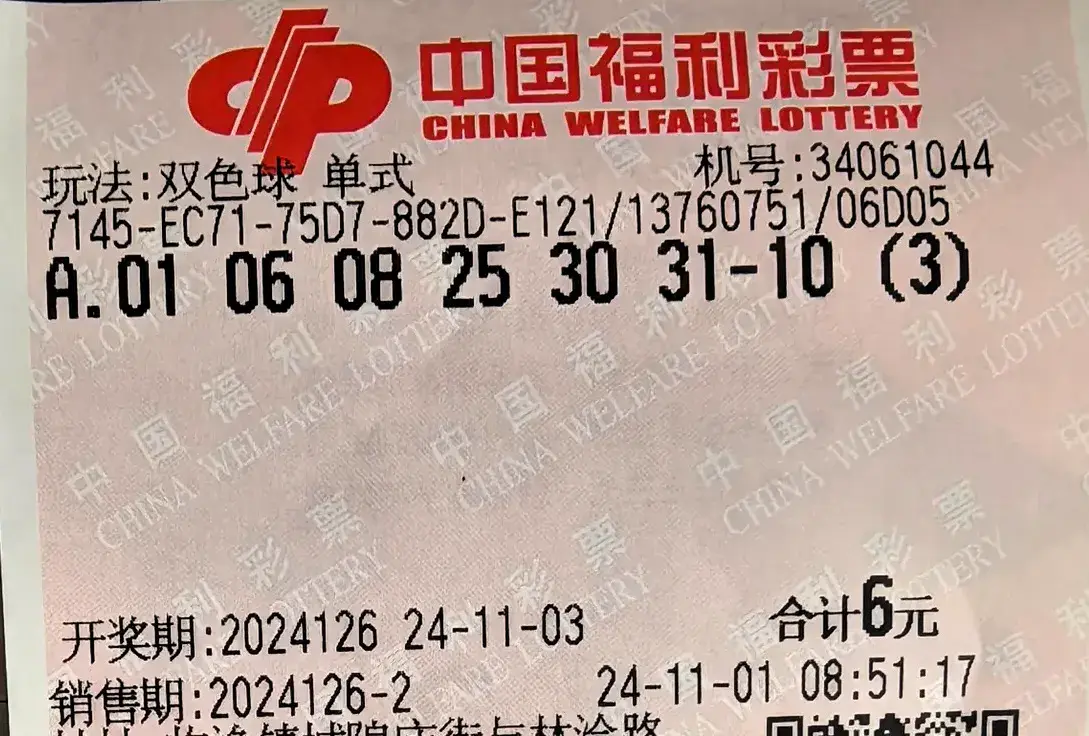 中国福利彩票
CHINA WELFARE LOTTERY
玩法:双色球 单式 机号:34061044
7145-EC71-75D7-882D-E121/13760751/06D05
A.01 06 08 25 30 31-10 (3)
开奖期:2024126 24-11-03 合计6元
销售期:2024126-2 24-11-01 08:51:17